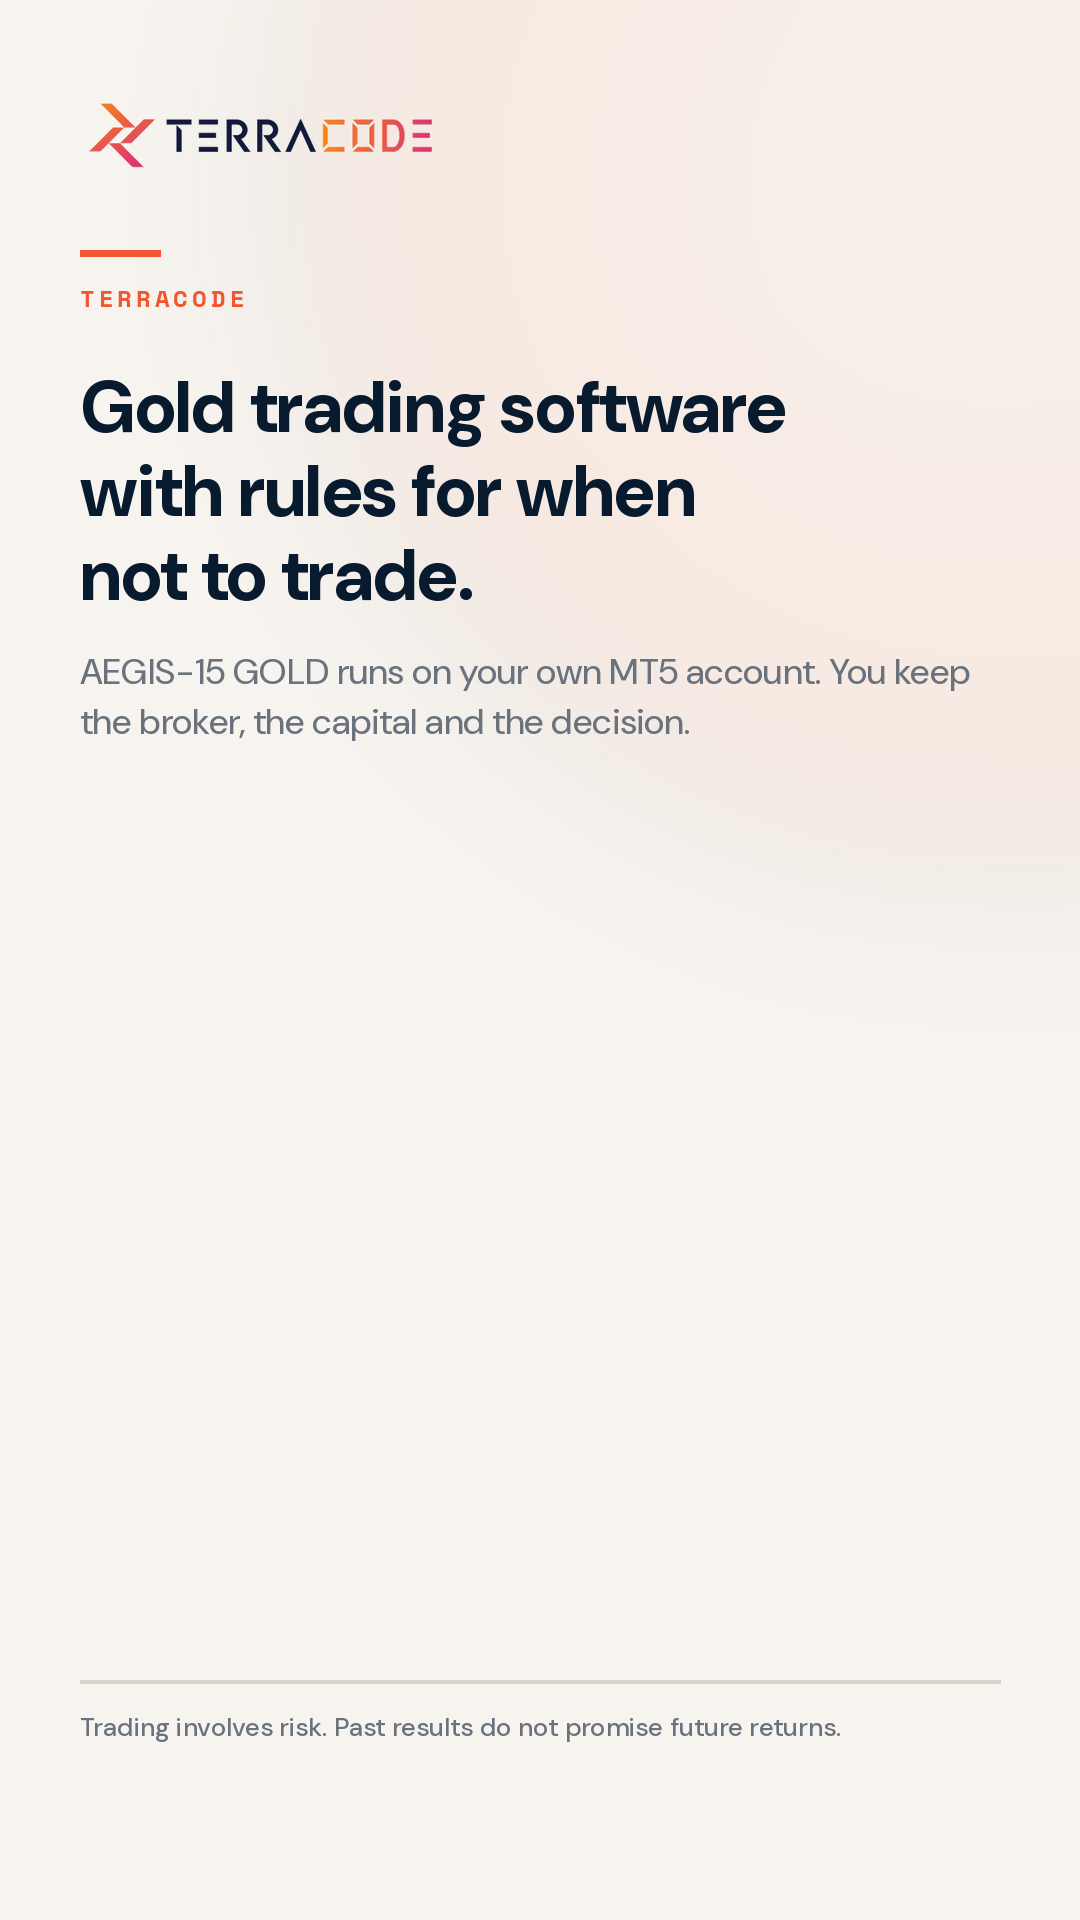 TERRACODE
TERRACODE
Gold trading software
with rules for when
not to trade.
AEGIS-15 GOLD runs on your own MT5 account. You keep
the broker, the capital and the decision.
Trading involves risk. Past results do not promise future returns.